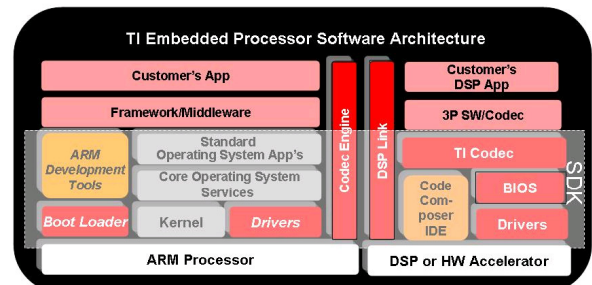 TI Embedded Processor Software Architecture
Customer's App
Framework/Middleware
ARM
Development
Tools
Standard
Operating System App's
Core Operating System
Services
Boot Loader
Kernel
Drivers
ARM Processor
Codec Engine
DSP Link
Customer's
DSP App
3P SW/Codec
TI Codec
Code
Com-
poser
IDE
BIOS
Drivers
DSP or HW Accelerator
SDK